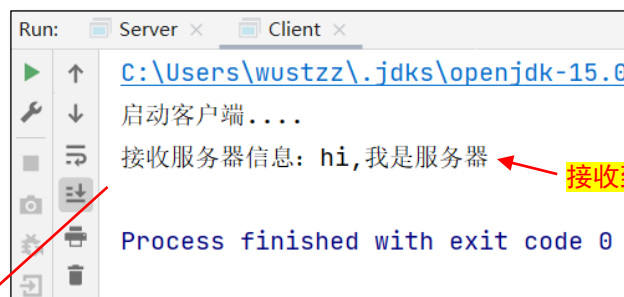 Run: Server × Client ×
C:\Users\wustzz\.jdks\openjdk-15.0
启动客户端....
接收服务器信息：hi,我是服务器
接收
Process finished with exit code 0